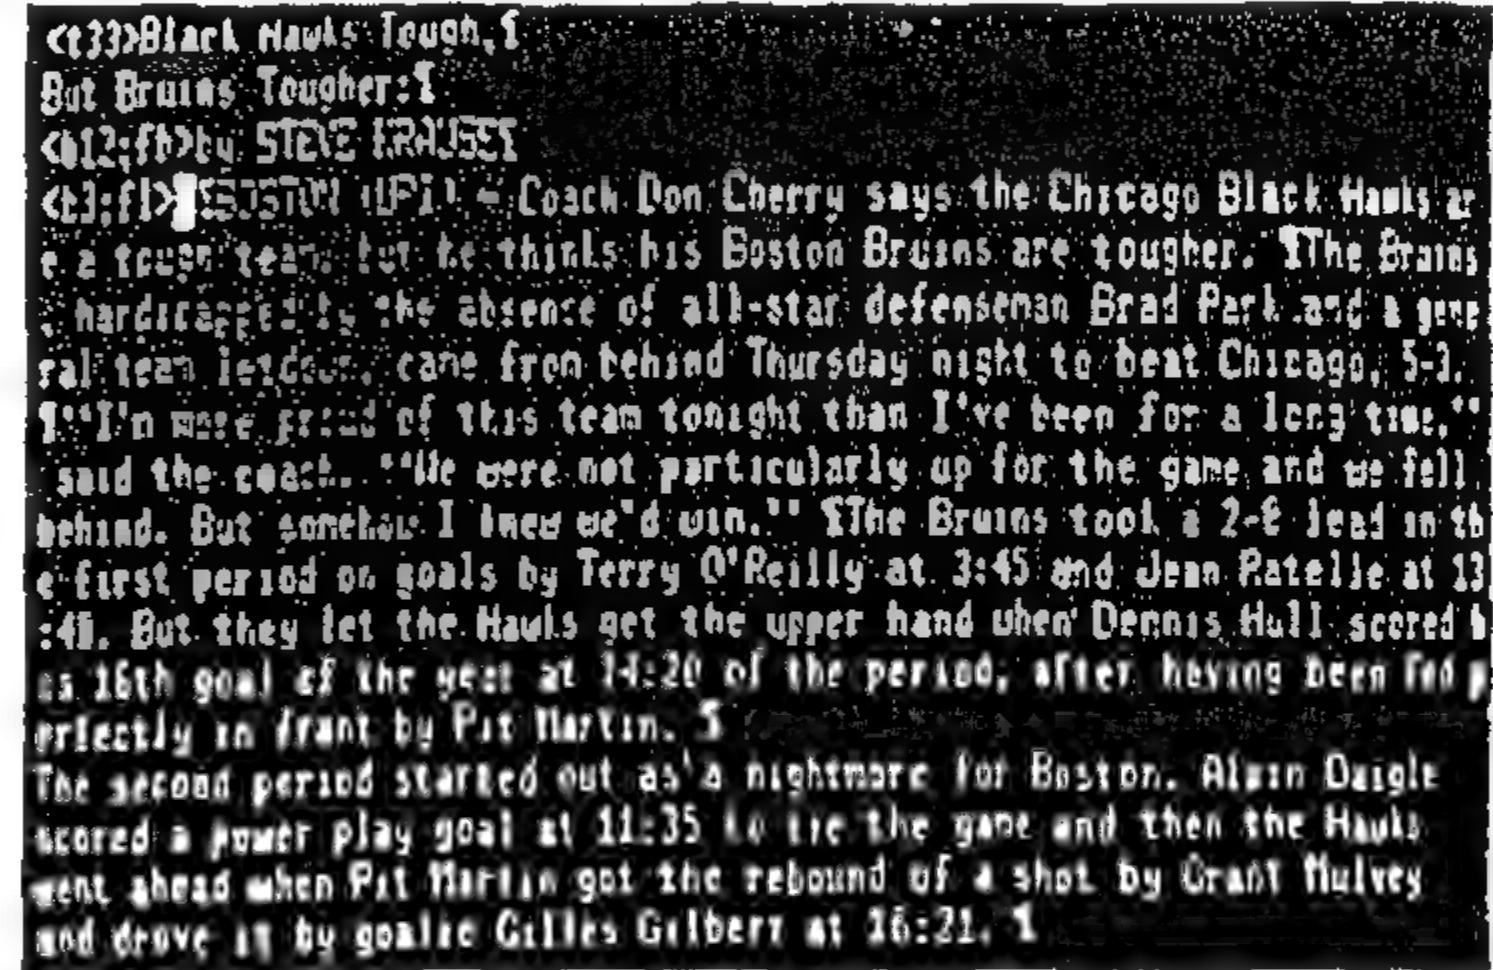 <t33>Black Hawks Tough,¶
But Bruins Tougher:¶
<b12;fb>by STEVE KRAUSE¶
<t3;fl> BOSTON (UPI) - Coach Don Cherry says the Chicago Black Hawks ar
e a tough team but he thinks his Boston Bruins are tougher. ¶The Bruins
, handicapped by the absence of all-star defenseman Brad Park and a gene
ral team letdown, came from behind Thursday night to beat Chicago, 5-3.
¶"I'm more proud of this team tonight than I've been for a long time,"
said the coach. "We were not particularly up for the game and we fell
behind. But somehow I knew we'd win." ¶The Bruins took a 2-0 lead in th
e first period on goals by Terry O'Reilly at 3:45 and Jean Ratelle at 13
But they let the Hawks get the upper hand when Dennis Hull scored h
is 16th goal of the year at 14:20 of the period, after having been fed p
erfectly in front by Pit Martin. ¶
The second period started out as a nightmare for Boston. Alain Daigle
scored a power play goal at 11:35 to tie the game and then the Hawks
went ahead when Pit Martin got the rebound of a shot by Grant Mulvey
and drove it by goalie Gilles Gilbert at 16:21. ¶